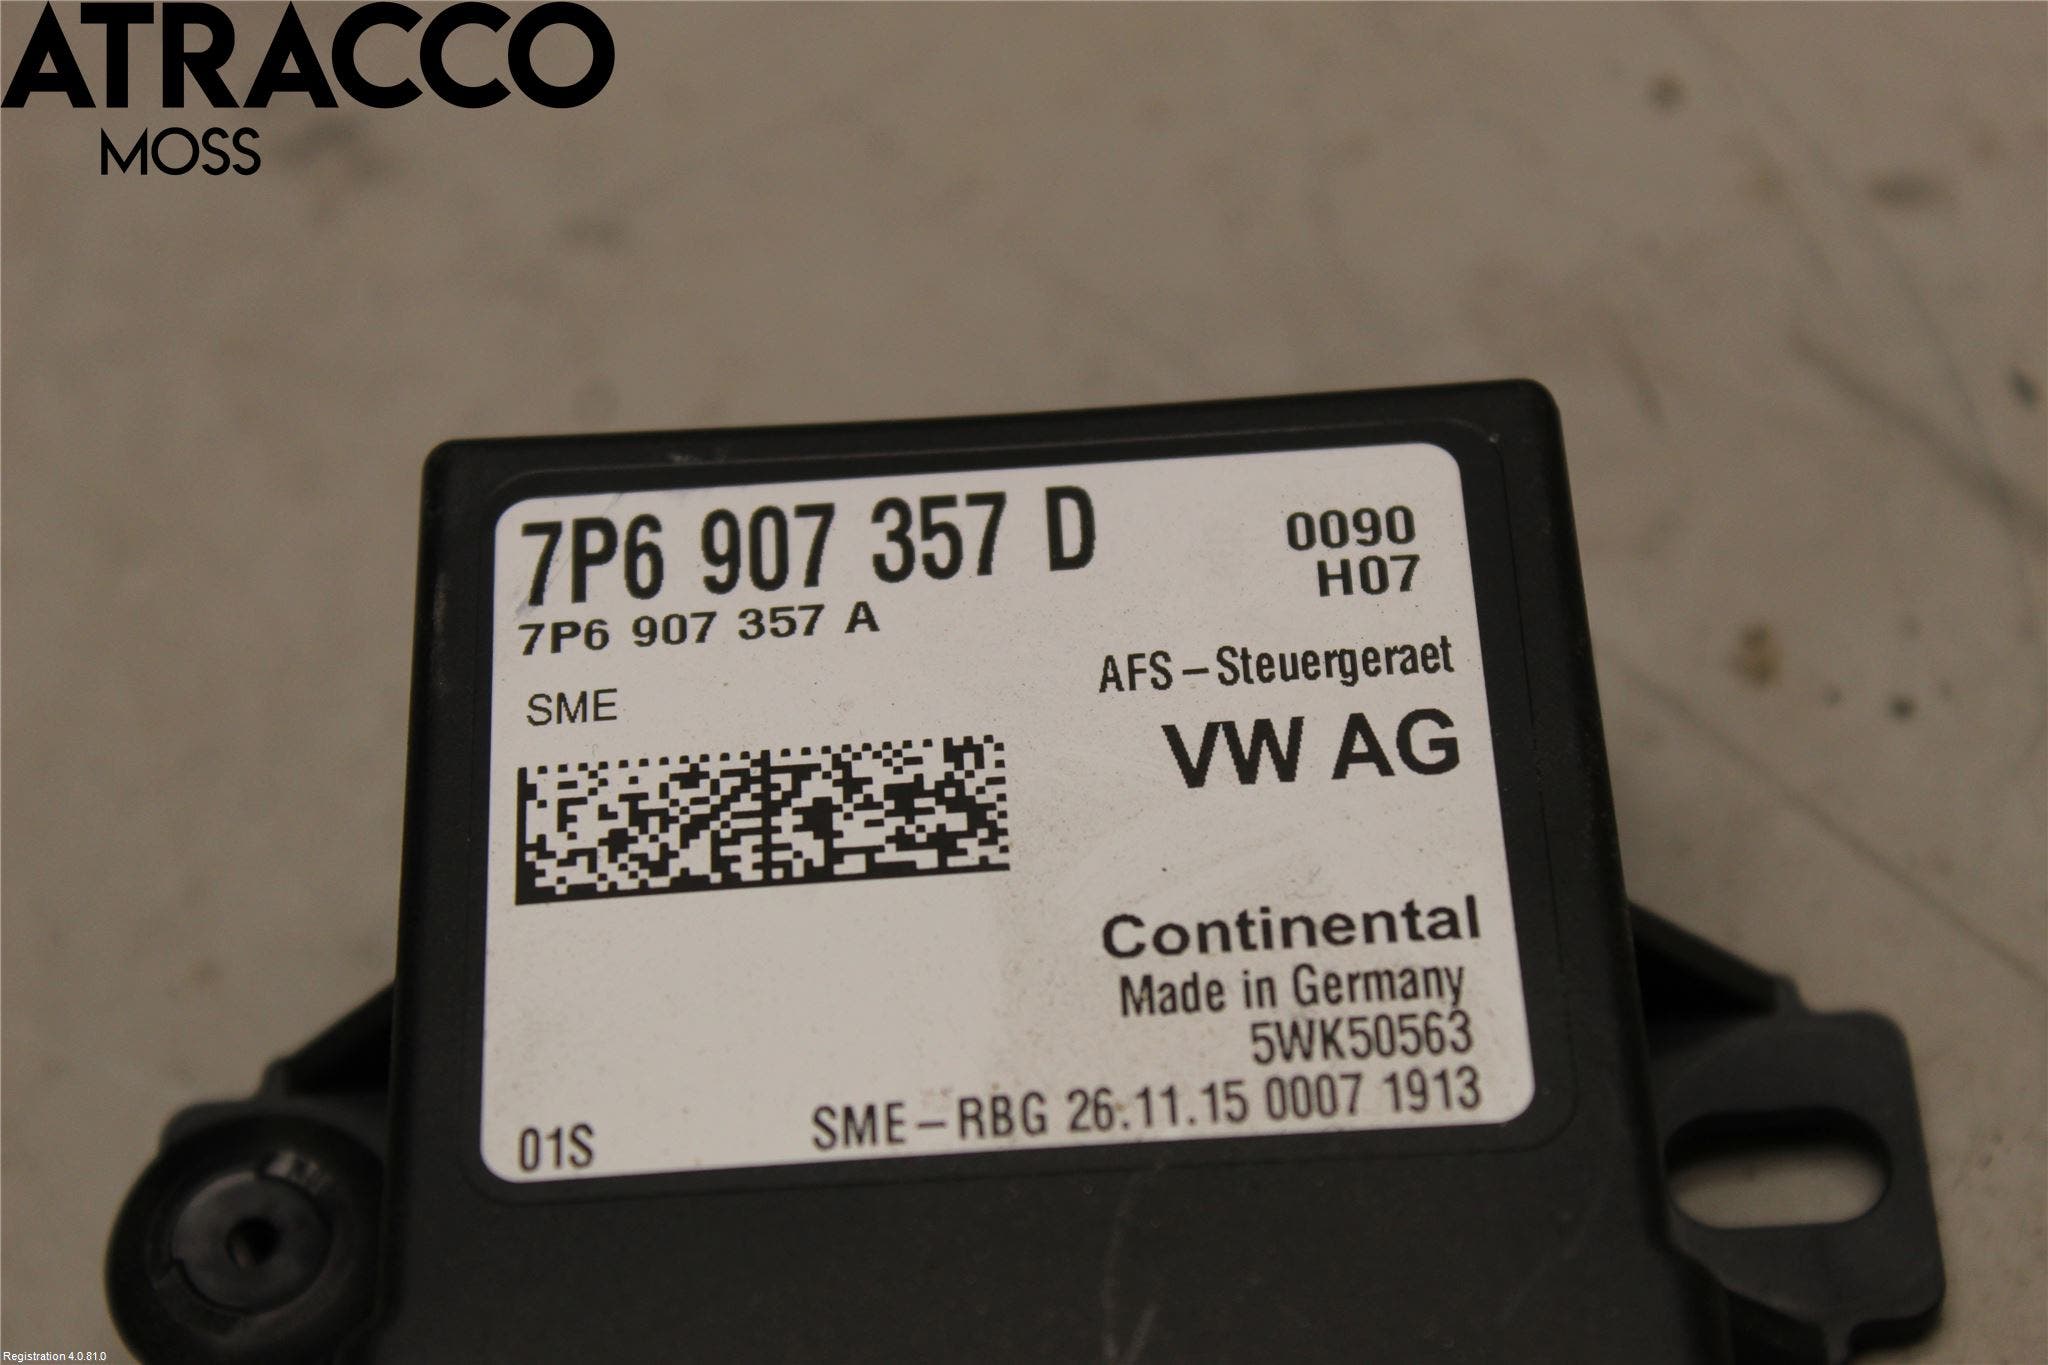 ATRACCO
MOSS
7P6 907 357 D
0090
7P6 907 357 A
H07
SME
AFS-Steuergeraet
VW AG
Continental
Made in Germany
5WK50563
01S
SME-RBG 26.11.15 0007 1913
Registration 4.0.81.0